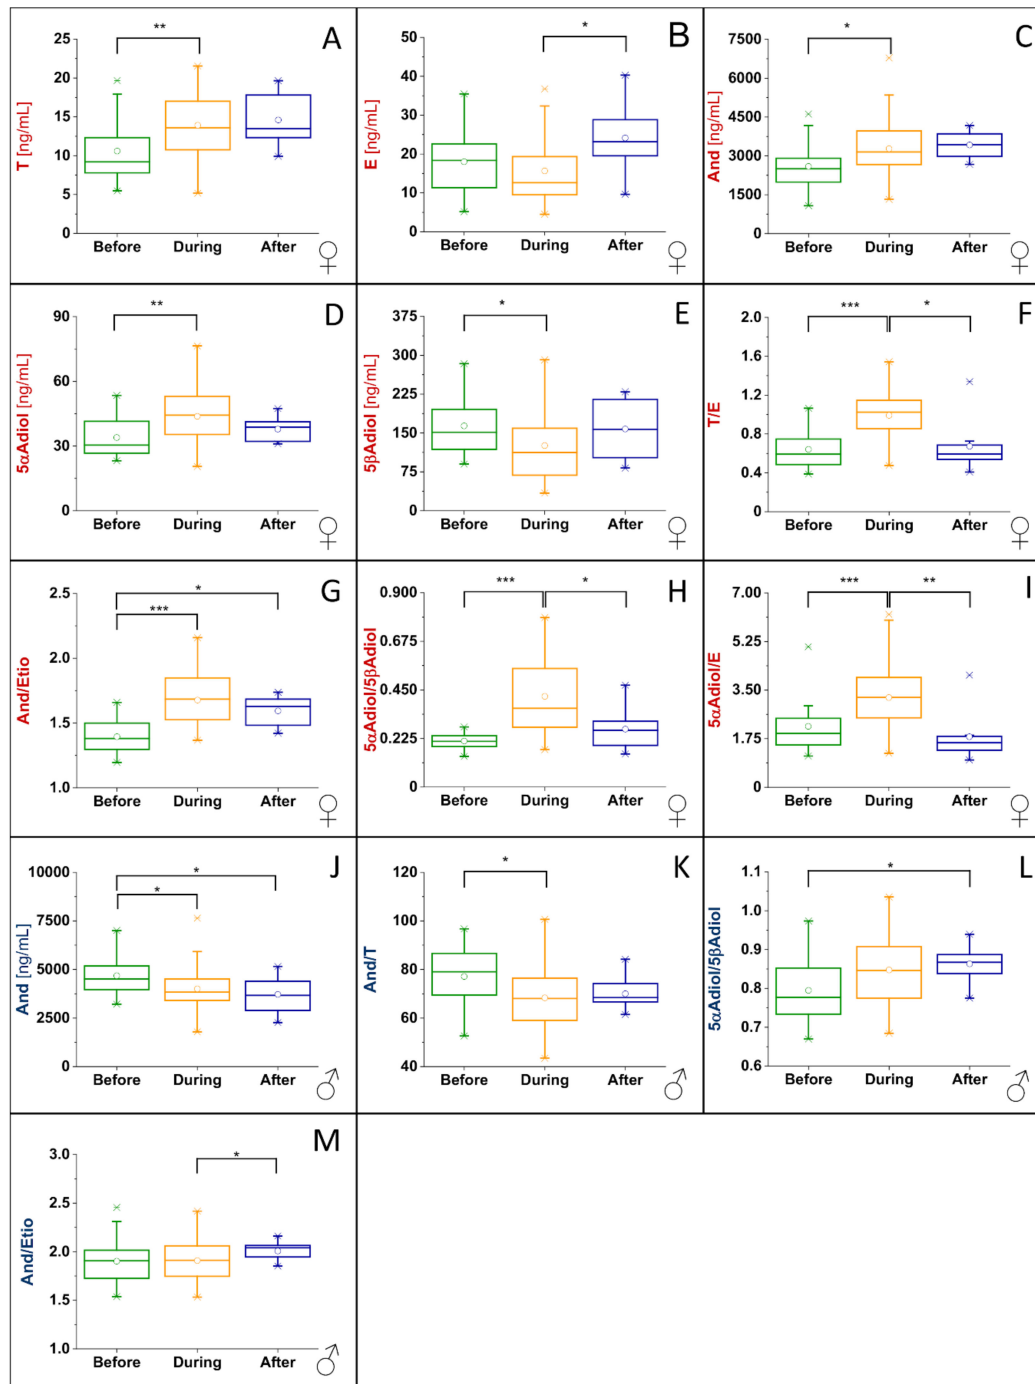 A
**
T [ng/mL]
25
20
15
10
5
0
Before During After
♀
B
*
E [ng/mL]
50
40
30
20
10
0
Before During After
♀
C
*
And [ng/mL]
7500
6000
4500
3000
1500
0
Before During After
♀
D
**
5αAdiol [ng/mL]
90
60
30
0
Before During After
♀
E
*
5βAdiol [ng/mL]
375
300
225
150
75
0
Before During After
♀
F
*** *
T/E
2.0
1.6
1.2
0.8
0.4
0
Before During After
♀
G
*
***
And/Etio
2.5
2.0
1.5
1.0
Before During After
♀
H
*** *
5αAdiol/5βAdiol
0.900
0.675
0.450
0.225
0
Before During After
♀
I
*** **
5αAdiol/E
7.00
5.25
3.50
1.75
0
Before During After
♀
J
*
*
And [ng/mL]
10000
7500
5000
2500
0
Before During After
♂
K
*
And/T
120
100
80
60
40
Before During After
♂
L
*
5αAdiol/5βAdiol
1.1
1.0
0.9
0.8
0.7
0.6
Before During After
♂
M
*
And/Etio
3.0
2.5
2.0
1.5
1.0
Before During After
♂